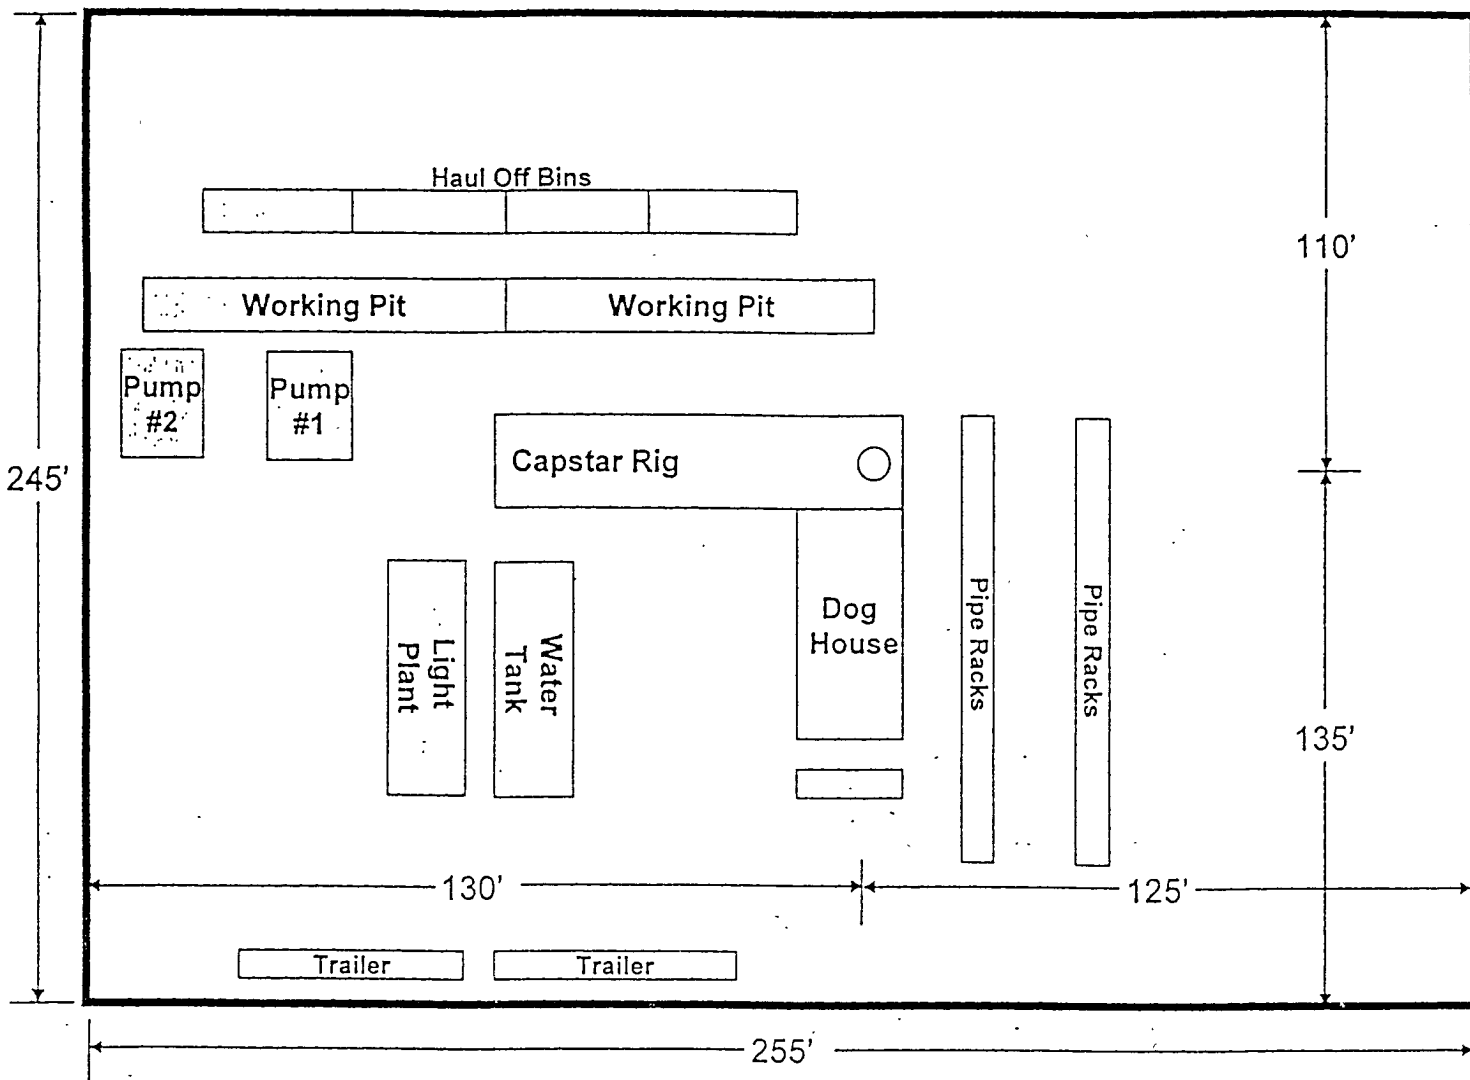 Haul Off Bins
110'
Working Pit
Working Pit
Pump
#2
Pump
#1
Capstar Rig
245'
Dog
House
Pipe Racks
Pipe Racks
Light
Plant
Water
Tank
135'
130'
125'
Trailer
Trailer
255'